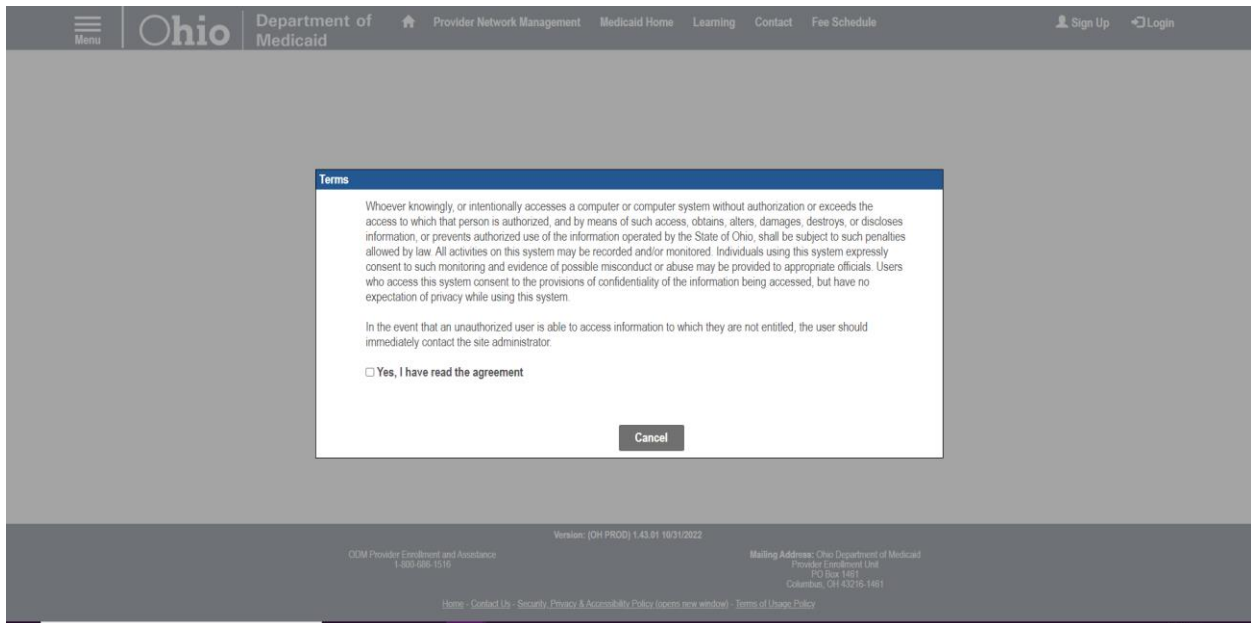 Menu
Ohio
Department of
Medicaid
Provider Network Management Medicaid Home Learning Contact Fee Schedule
Sign Up Login
Terms
Whoever knowingly, or intentionally accesses a computer or computer system without authorization or exceeds the
access to which that person is authorized, and by means of such access, obtains, alters, damages, destroys, or discloses
information, or prevents authorized use of the information operated by the State of Ohio, shall be subject to such penalties
allowed by law. All activities on this system may be recorded and/or monitored. Individuals using this system expressly
consent to such monitoring and evidence of possible misconduct or abuse may be provided to appropriate officials. Users
who access this system consent to the provisions of confidentiality of the information being accessed, but have no
expectation of privacy while using this system.
In the event that an unauthorized user is able to access information to which they are not entitled, the user should
immediately contact the site administrator.
Yes, I have read the agreement
Cancel
Version: (OH PROD) 1.43.01 10/31/2022
ODM Provider Enrollment and Assistance
1-800-686-1516
Mailing Address: Ohio Department of Medicaid
Provider Enrollment Unit
PO Box 1461
Columbus, OH 43216-1461
Home - Contact Us - Security, Privacy & Accessibility Policy (opens new window) - Terms of Usage Policy